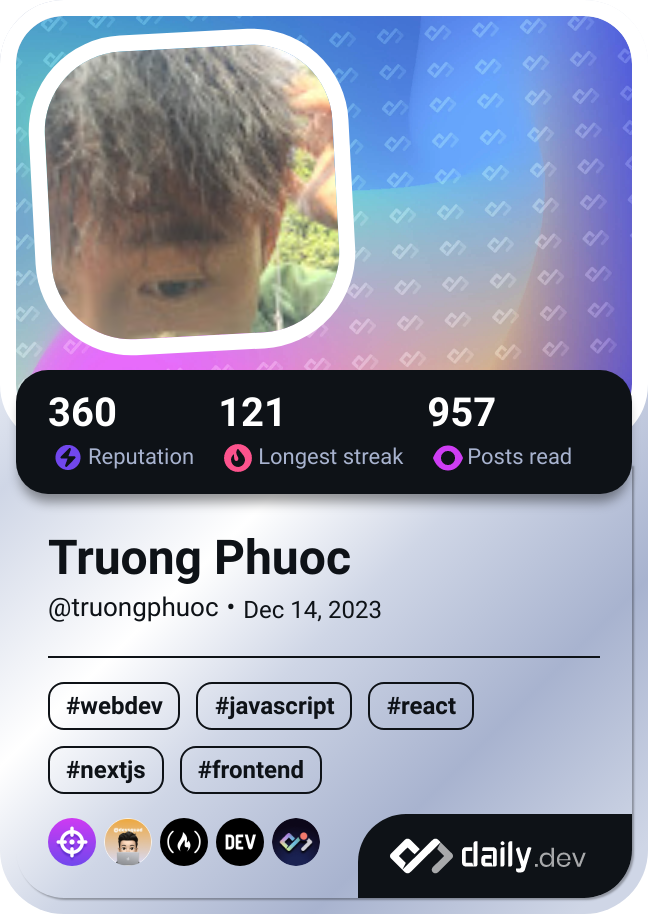 360 121 957
Reputation Longest streak Posts read
Truong Phuoc
@truongphuoc • Dec 14, 2023
#webdev #javascript #react
#nextjs #frontend
DEV
daily.dev